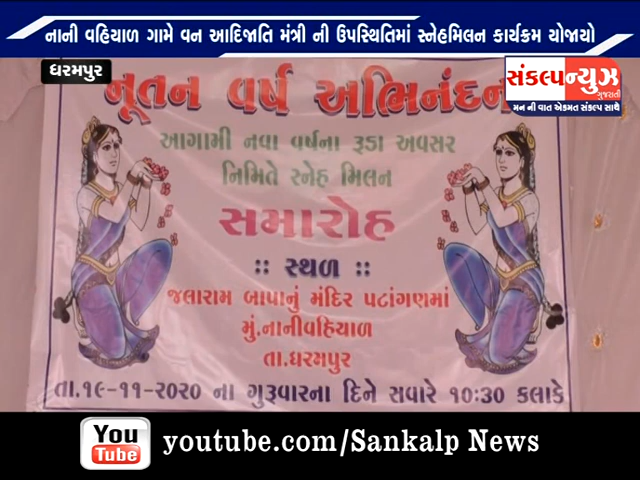 નાની વહિયાળ ગામે વન આદિજાતિ મંત્રી ની ઉપસ્થિતિમાં સ્નેહમિલન કાર્યક્રમ યોજાયો
ધરમપુર
સંકલ્પન્યુઝ
ગુજરાતી
મન ની વાત એકમત સંકલ્પ સાથે
નૂતન વર્ષ અભિનંદન
આગામી નવા વર્ષના રૂડા અવસર
નિમિતે સ્નેહ મિલન
સમારોહ
:: સ્થળ ::
જલારામ બાપાનું મંદિર પટાંગણમાં
મું.નાનીવહિયાળ
તા.ધરમપુર
તા.૧૯-૧૧-૨૦૨૦ ના ગુરૂવારના દિને સવારે ૧૦:૩૦ કલાકે
You
Tube
youtube.com/Sankalp News